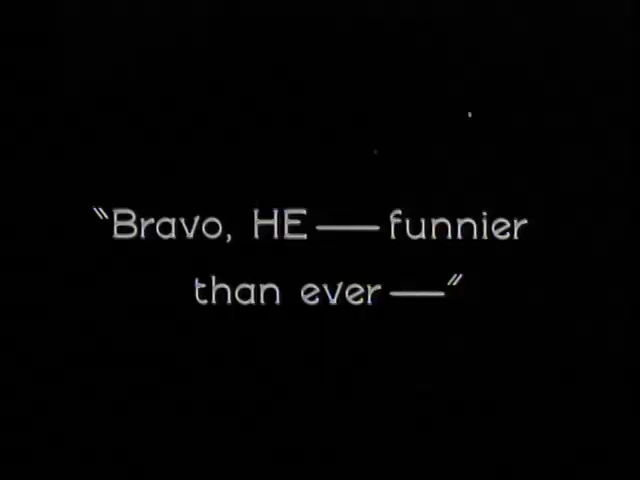 "Bravo, HE — funnier
than ever — "